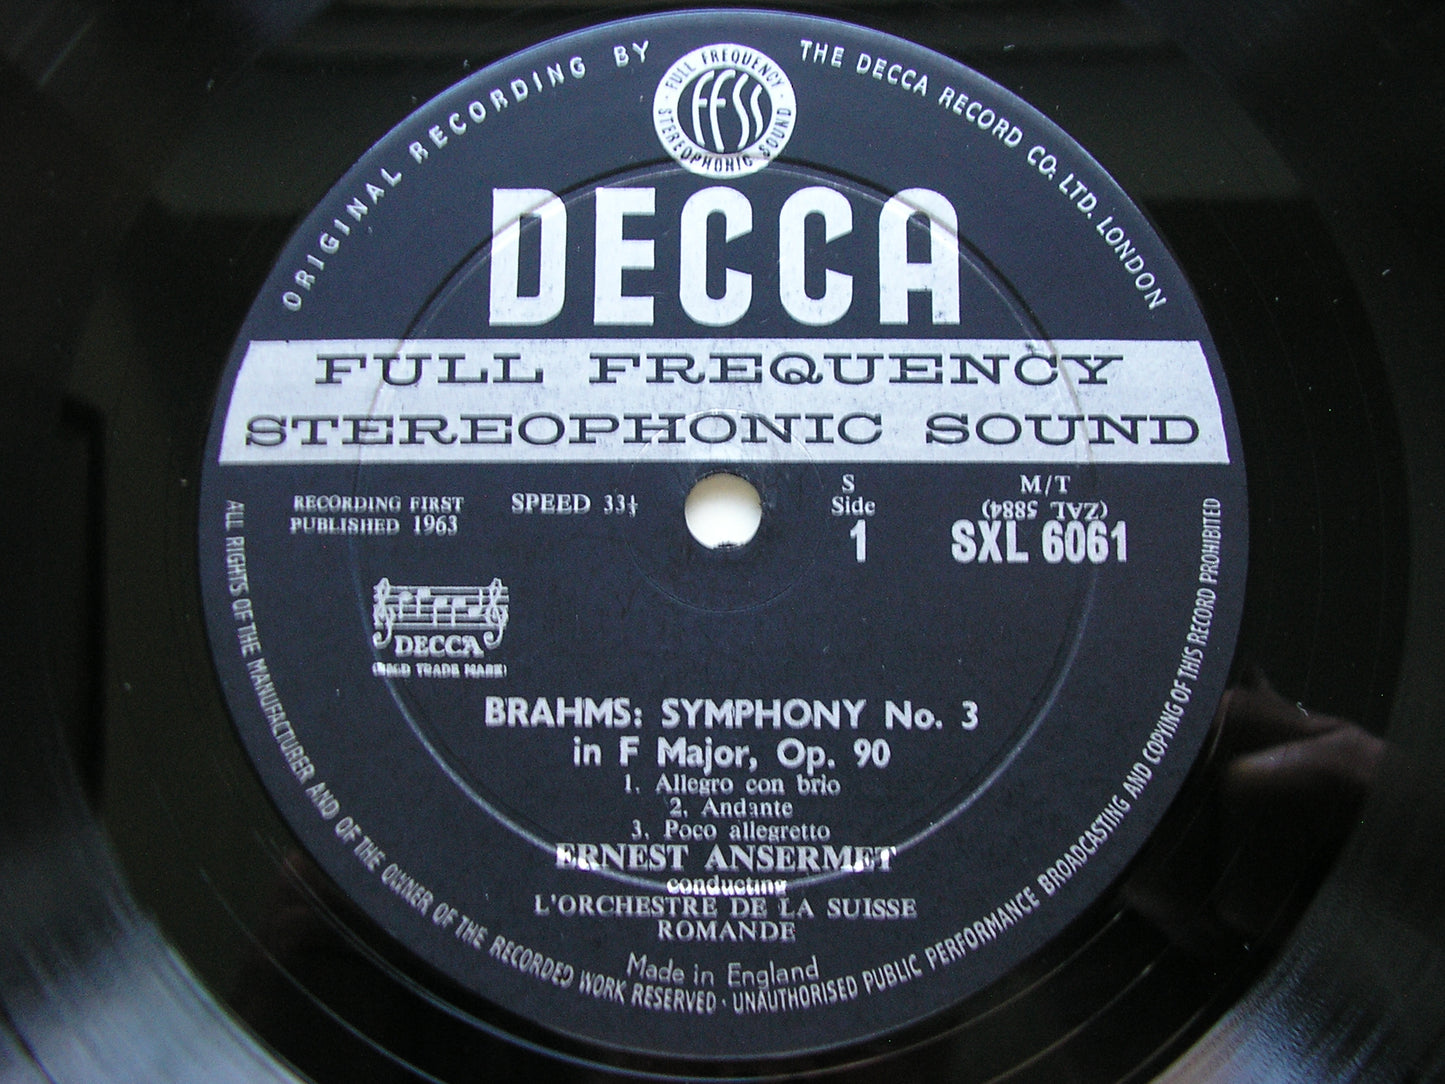 ORIGINAL RECORDING BY
THE DECCA RECORD CO. LTD. LONDON
FULL FREQUENCY
STEREOPHONIC SOUND
FFSS
DECCA
FULL FREQUENCY
STEREOPHONIC SOUND
RECORDING FIRST
PUBLISHED 1963
SPEED 33⅓
S
Side
1
M/T
(ZAL 5884)
SXL 6061
DECCA
TRADE MARK)
BRAHMS: SYMPHONY No. 3
in F Major, Op. 90
1. Allegro con brio
2. Andante
3. Poco allegretto
ERNEST ANSERMET
conducting
L'ORCHESTRE DE LA SUISSE
ROMANDE
Made in England
ALL RIGHTS OF THE MANUFACTURER AND OF THE OWNER OF THE RECORDED WORK RESERVED · UNAUTHORISED PUBLIC PERFORMANCE BROADCASTING AND COPYING OF THIS RECORD PROHIBITED